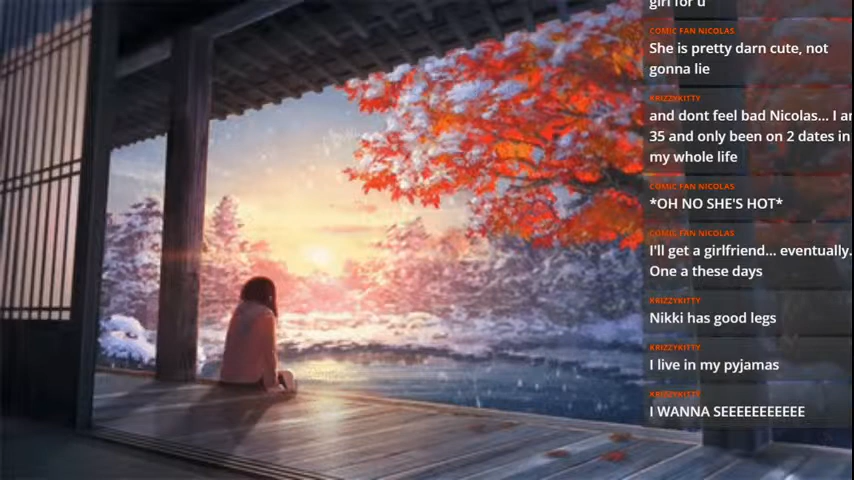 girl for u
COMIC FAN NICOLAS
She is pretty darn cute, not
gonna lie
KRIZZYKITTY
and dont feel bad Nicolas... I am
35 and only been on 2 dates in
my whole life
COMIC FAN NICOLAS
*OH NO SHE'S HOT*
COMIC FAN NICOLAS
I'll get a girlfriend... eventually.
One a these days
KRIZZYKITTY
Nikki has good legs
KRIZZYKITTY
I live in my pyjamas
KRIZZYKITTY
I WANNA SEEEEEEEEEEE